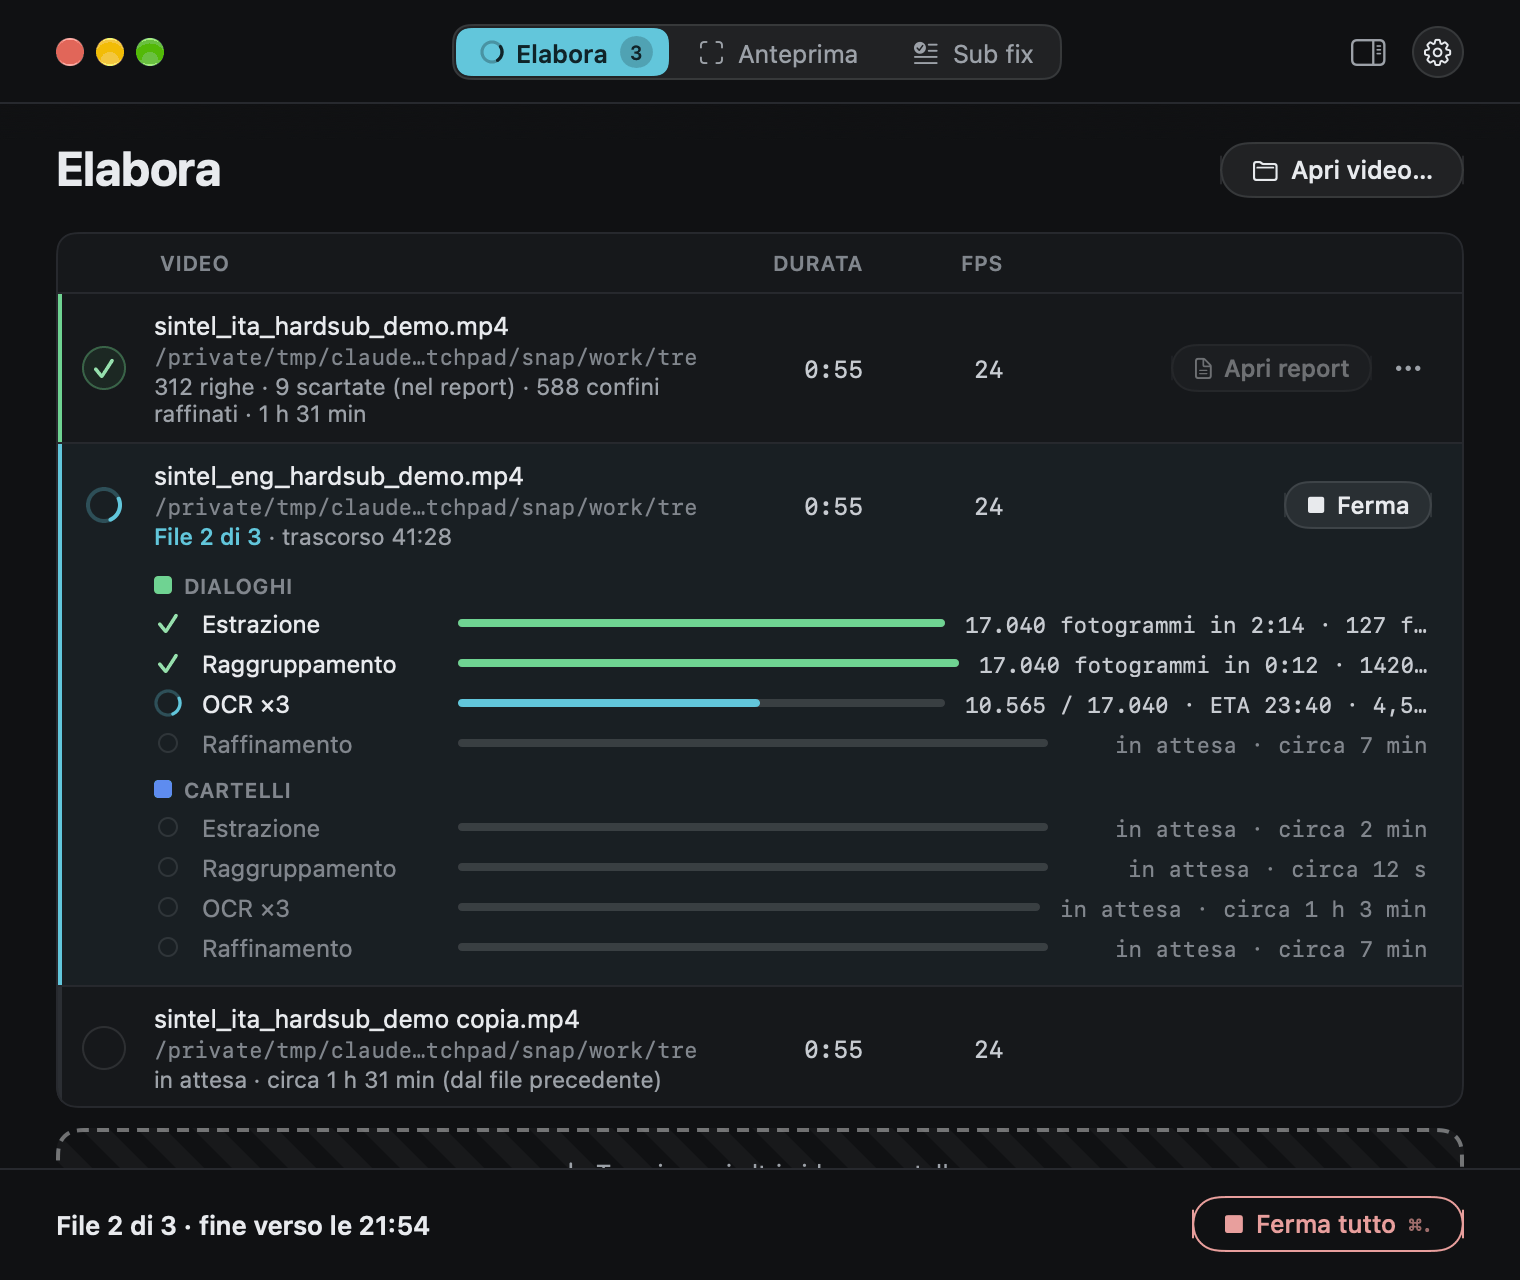 Elabora 3 Anteprima Sub fix
Elabora
Apri video...
VIDEO DURATA FPS
sintel_ita_hardsub_demo.mp4
/private/tmp/claude…tchpad/snap/work/tre
312 righe · 9 scartate (nel report) · 588 confini
raffinati · 1 h 31 min
0:55 24
Apri report ···
sintel_eng_hardsub_demo.mp4
/private/tmp/claude…tchpad/snap/work/tre
File 2 di 3 · trascorso 41:28
0:55 24
Ferma
DIALOGHI
Estrazione 17.040 fotogrammi in 2:14 · 127 f…
Raggruppamento 17.040 fotogrammi in 0:12 · 1420…
OCR ×3 10.565 / 17.040 · ETA 23:40 · 4,5…
Raffinamento in attesa · circa 7 min
CARTELLI
Estrazione in attesa · circa 2 min
Raggruppamento in attesa · circa 12 s
OCR ×3 in attesa · circa 1 h 3 min
Raffinamento in attesa · circa 7 min
sintel_ita_hardsub_demo copia.mp4
/private/tmp/claude…tchpad/snap/work/tre
in attesa · circa 1 h 31 min (dal file precedente)
0:55 24
File 2 di 3 · fine verso le 21:54
Ferma tutto ⌘.